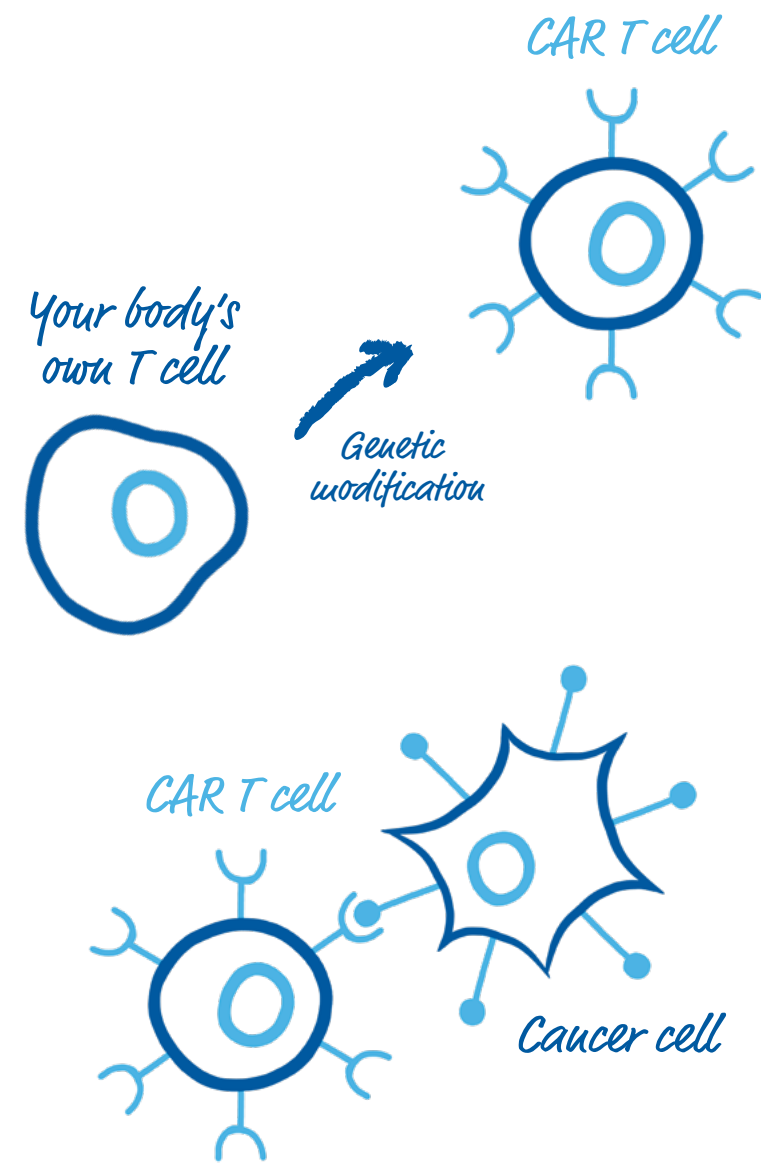 CAR T cell
Your body's
own T cell
Genetic
modification
CAR T cell
Cancer cell